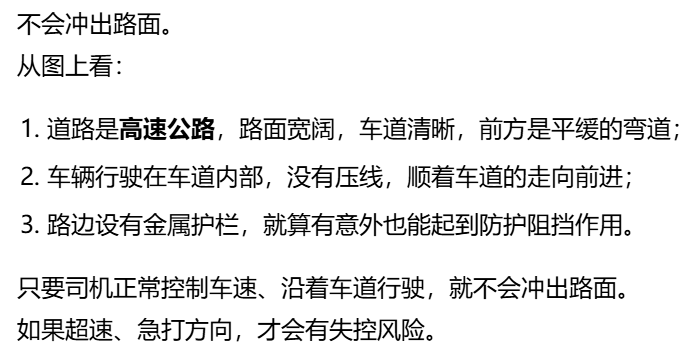 不会冲出路面。
从图上看：
1. 道路是高速公路，路面宽阔，车道清晰，前方是平缓的弯道；
2. 车辆行驶在车道内部，没有压线，顺着车道的走向前进；
3. 路边设有金属护栏，就算有意外也能起到防护阻挡作用。
只要司机正常控制车速、沿着车道行驶，就不会冲出路面。
如果超速、急打方向，才会有失控风险。